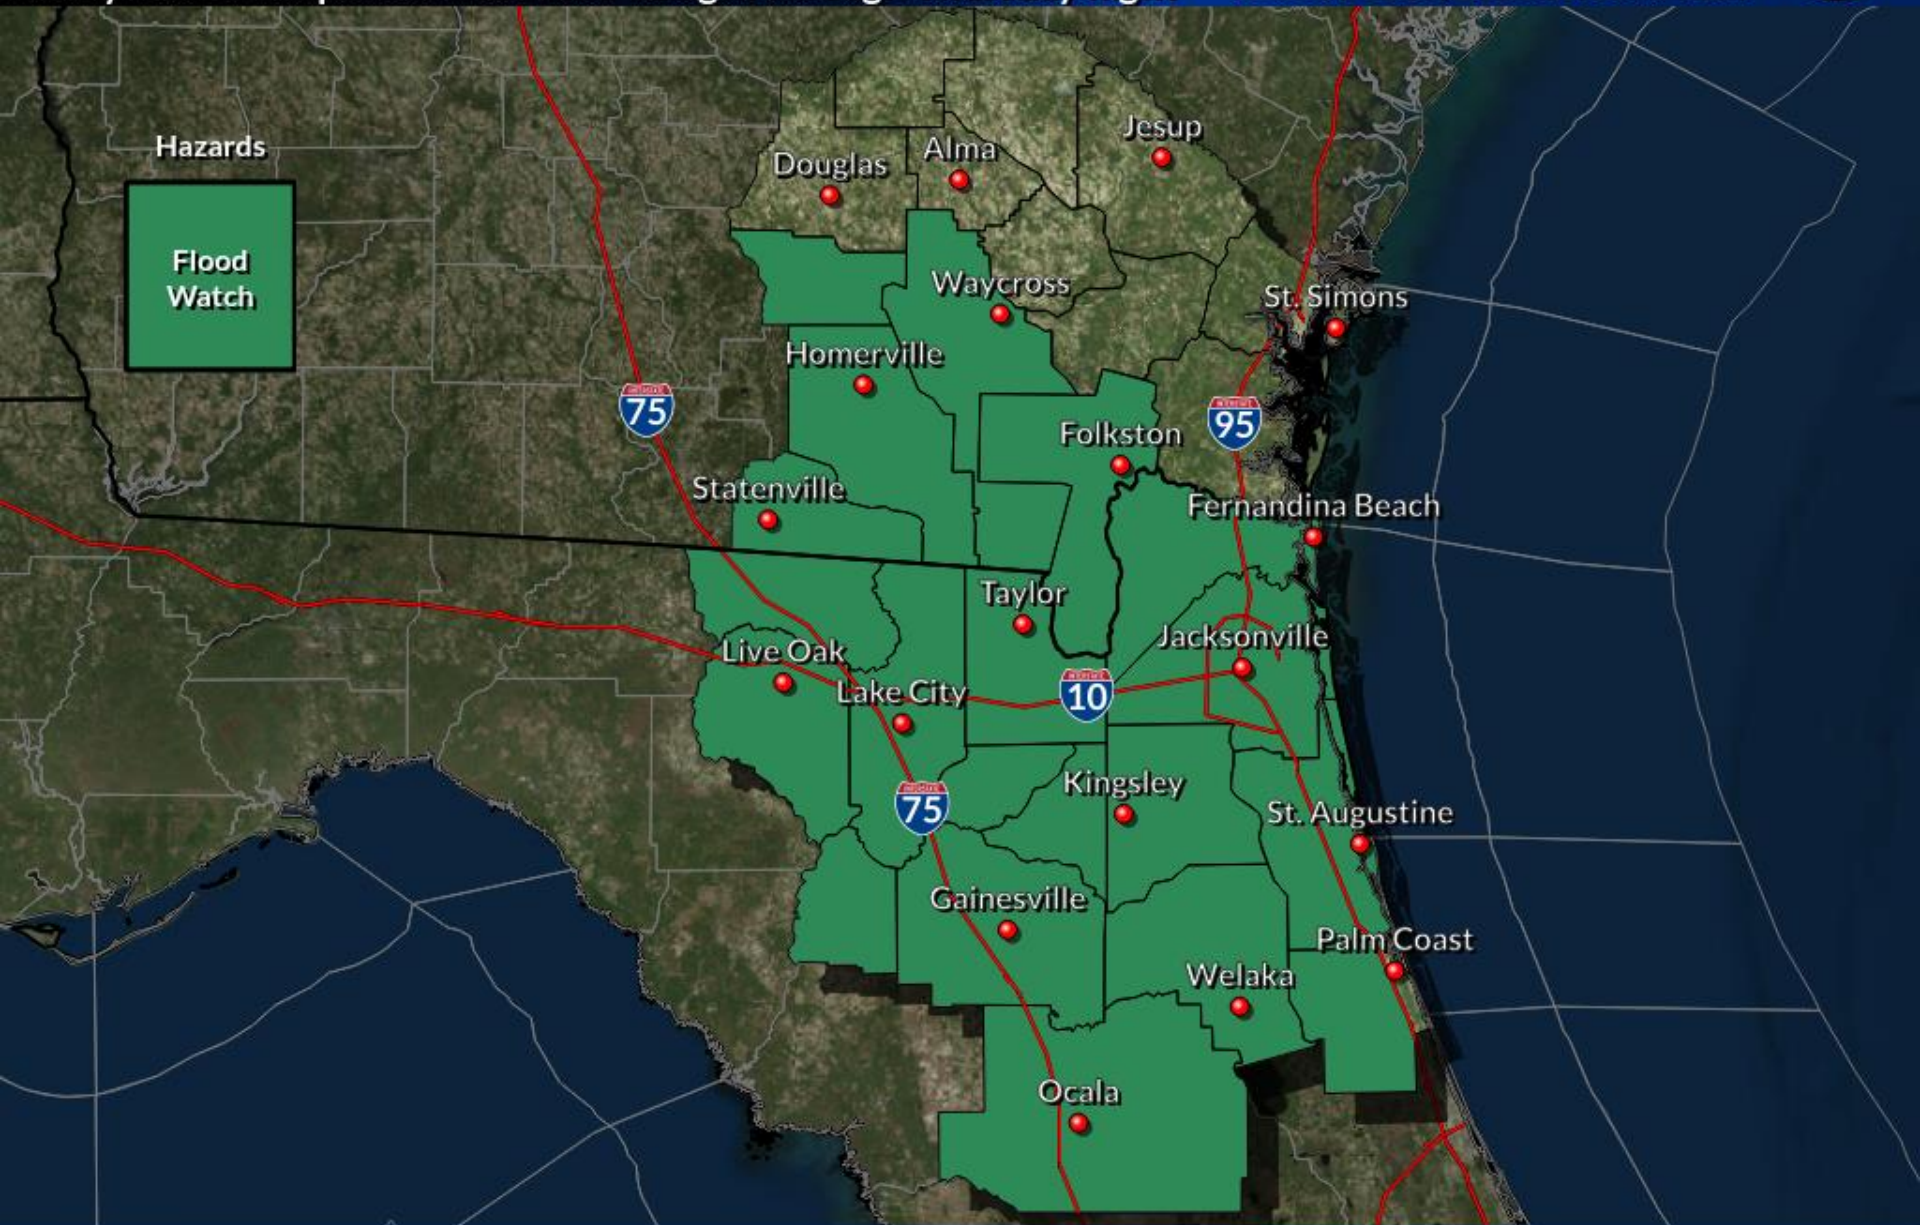 Hazards
Flood
Watch
Jesup
Alma
Douglas
Waycross
St. Simons
Homerville
75
95
Folkston
Statenville
Fernandina Beach
Taylor
Jacksonville
Live Oak
Lake City
10
Kingsley
75
St. Augustine
Gainesville
Palm Coast
Welaka
Ocala